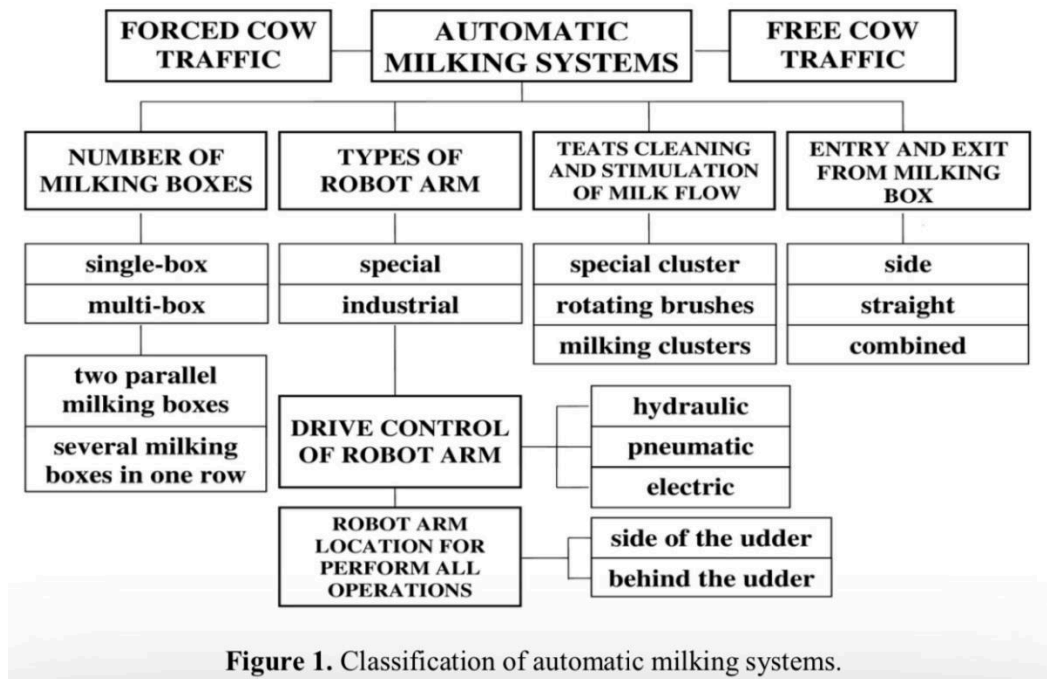 FORCED COW
TRAFFIC
AUTOMATIC
MILKING SYSTEMS
FREE COW
TRAFFIC
NUMBER OF
MILKING BOXES
TYPES OF
ROBOT ARM
TEATS CLEANING
AND STIMULATION
OF MILK FLOW
ENTRY AND EXIT
FROM MILKING
BOX
single-box
multi-box
special
industrial
special cluster
rotating brushes
milking clusters
side
straight
combined
two parallel
milking boxes
several milking
boxes in one row
DRIVE CONTROL
OF ROBOT ARM
hydraulic
pneumatic
electric
ROBOT ARM
LOCATION FOR
PERFORM ALL
OPERATIONS
side of the udder
behind the udder
Figure 1. Classification of automatic milking systems.